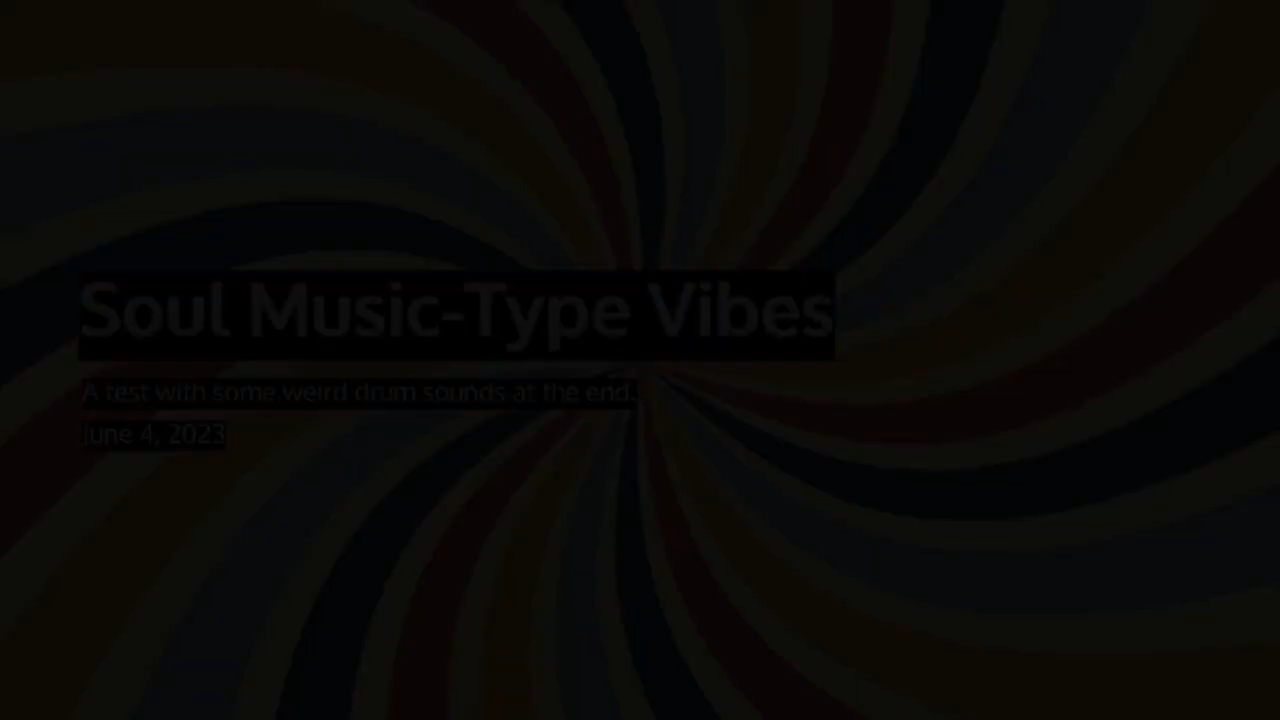 Soul Music-Type Vibes
A test with some weird drum sounds at the end.
June 4, 2023